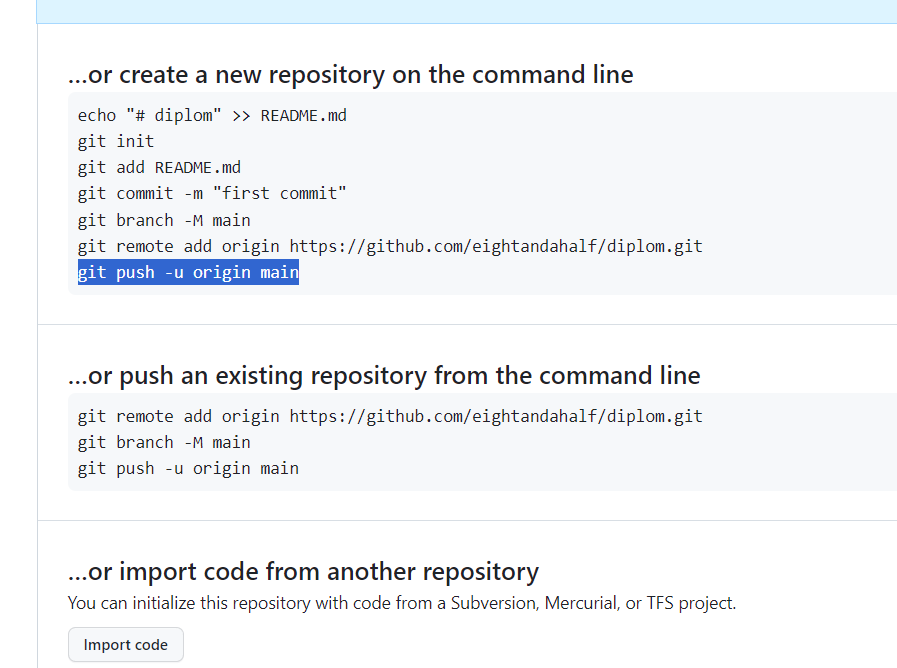 ...or create a new repository on the command line
echo "# diplom" >> README.md
git init
git add README.md
git commit -m "first commit"
git branch -M main
git remote add origin https://github.com/eightandahalf/diplom.git
git push -u origin main
...or push an existing repository from the command line
git remote add origin https://github.com/eightandahalf/diplom.git
git branch -M main
git push -u origin main
...or import code from another repository
You can initialize this repository with code from a Subversion, Mercurial, or TFS project.
Import code